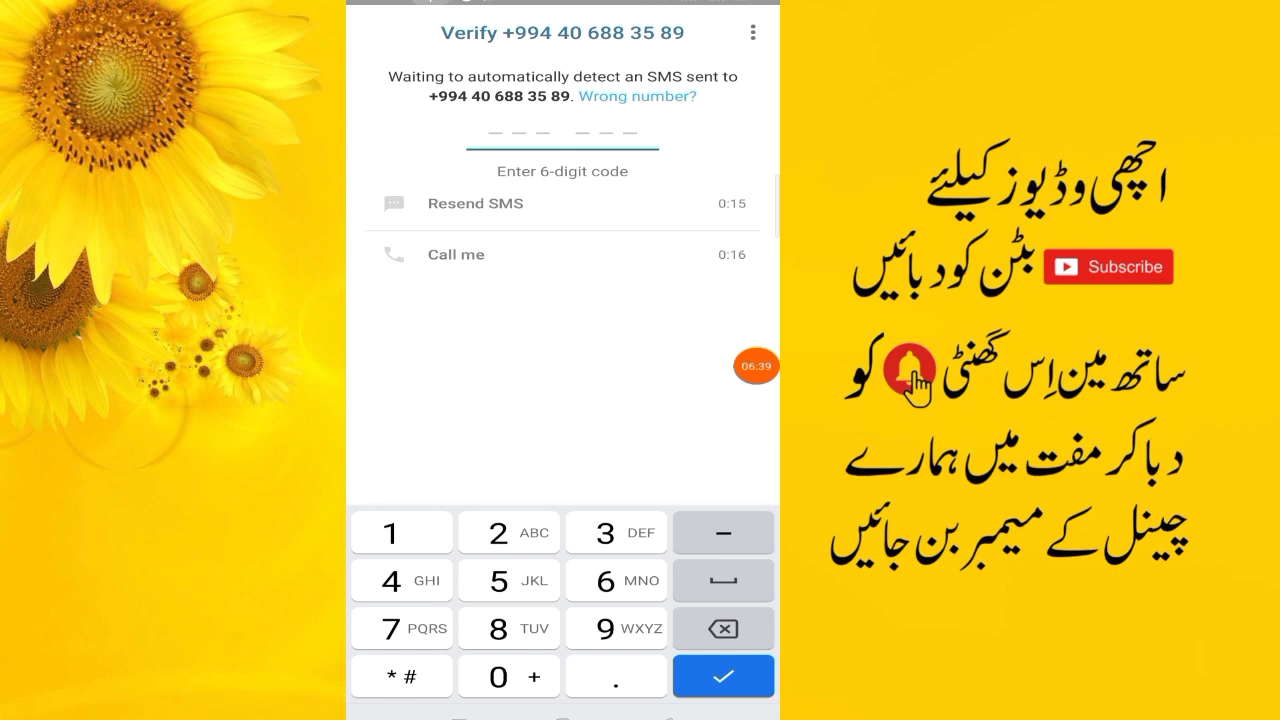 Verify +994 40 688 35 89
Waiting to automatically detect an SMS sent to
+994 40 688 35 89. Wrong number?
Enter 6-digit code
Resend SMS 0:15
Call me 0:16
06:39
1 2 ABC 3 DEF −
4 GHI 5 JKL 6 MNO
7 PQRS 8 TUV 9 WXYZ
* # 0 + .
اچھی وڈیوز کیلئے
Subscribe بٹن کو دبائیں
ساتھ مین اِس گھنٹی کو
دبا کر مفت میں ہمارے
چینل کے میمبر بن جائیں